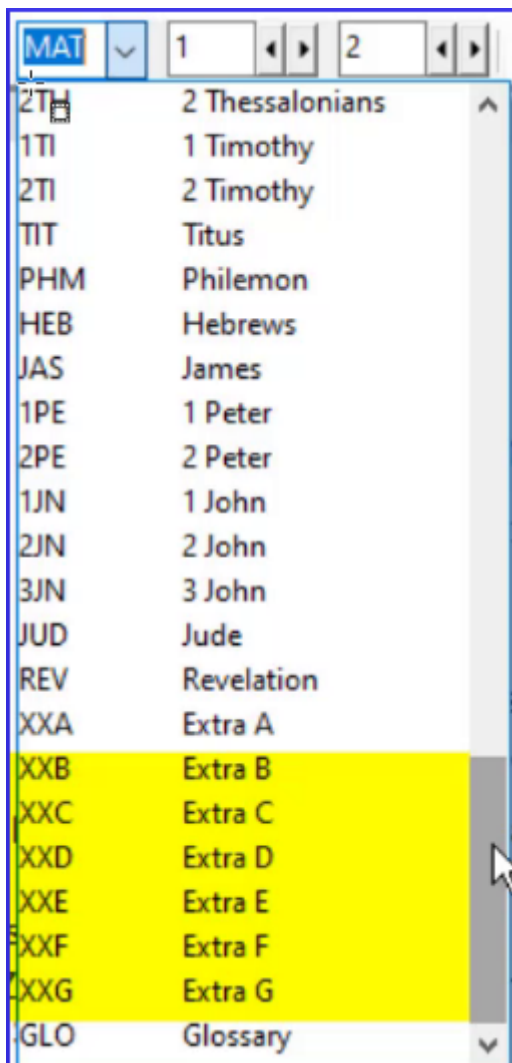 MAT 1 2
2TH 2 Thessalonians
1TI 1 Timothy
2TI 2 Timothy
TIT Titus
PHM Philemon
HEB Hebrews
JAS James
1PE 1 Peter
2PE 2 Peter
1JN 1 John
2JN 2 John
3JN 3 John
JUD Jude
REV Revelation
XXA Extra A
XXB Extra B
XXC Extra C
XXD Extra D
XXE Extra E
XXF Extra F
XXG Extra G
GLO Glossary